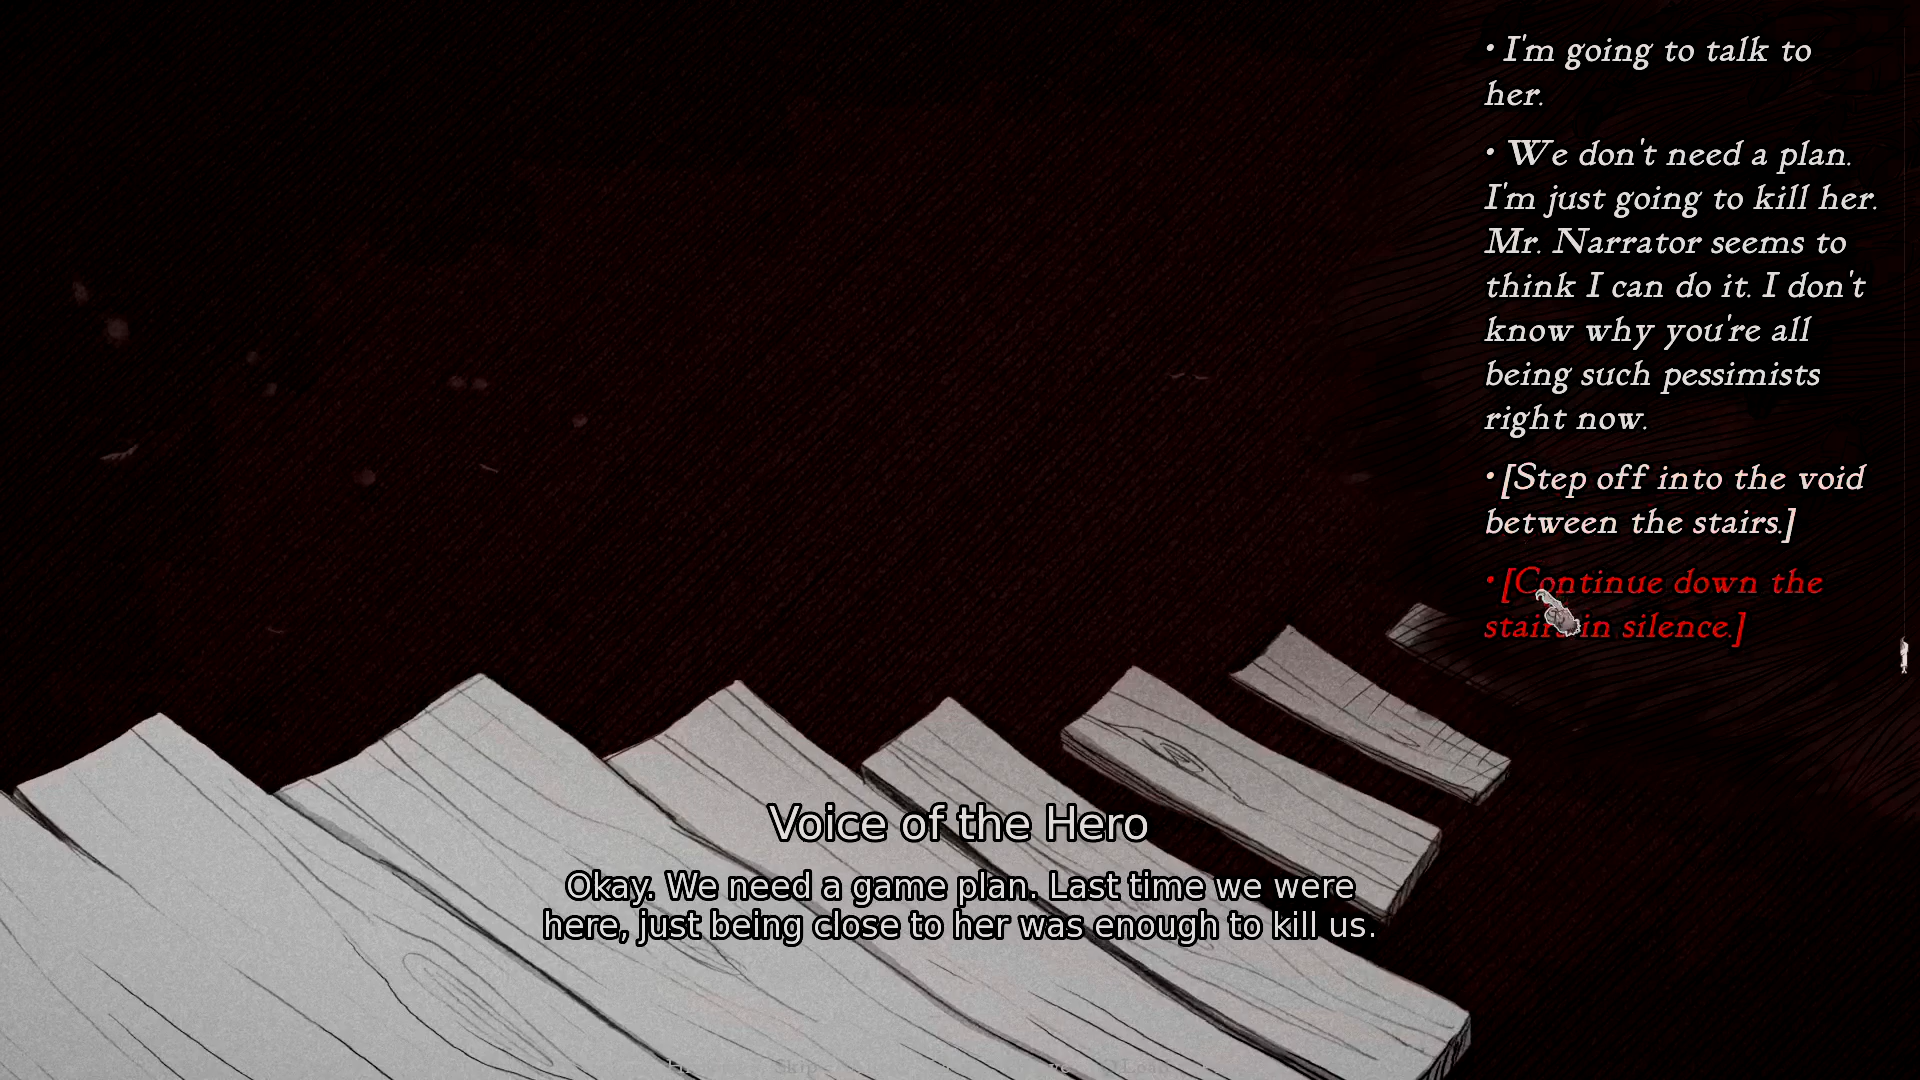 • I'm going to talk to
her.
• We don't need a plan.
I'm just going to kill her.
Mr. Narrator seems to
think I can do it. I don't
know why you're all
being such pessimists
right now.
• [Step off into the void
between the stairs.]
• [Continue down the
stairs in silence.]
Voice of the Hero
Okay. We need a game plan. Last time we were
here, just being close to her was enough to kill us.
Skip